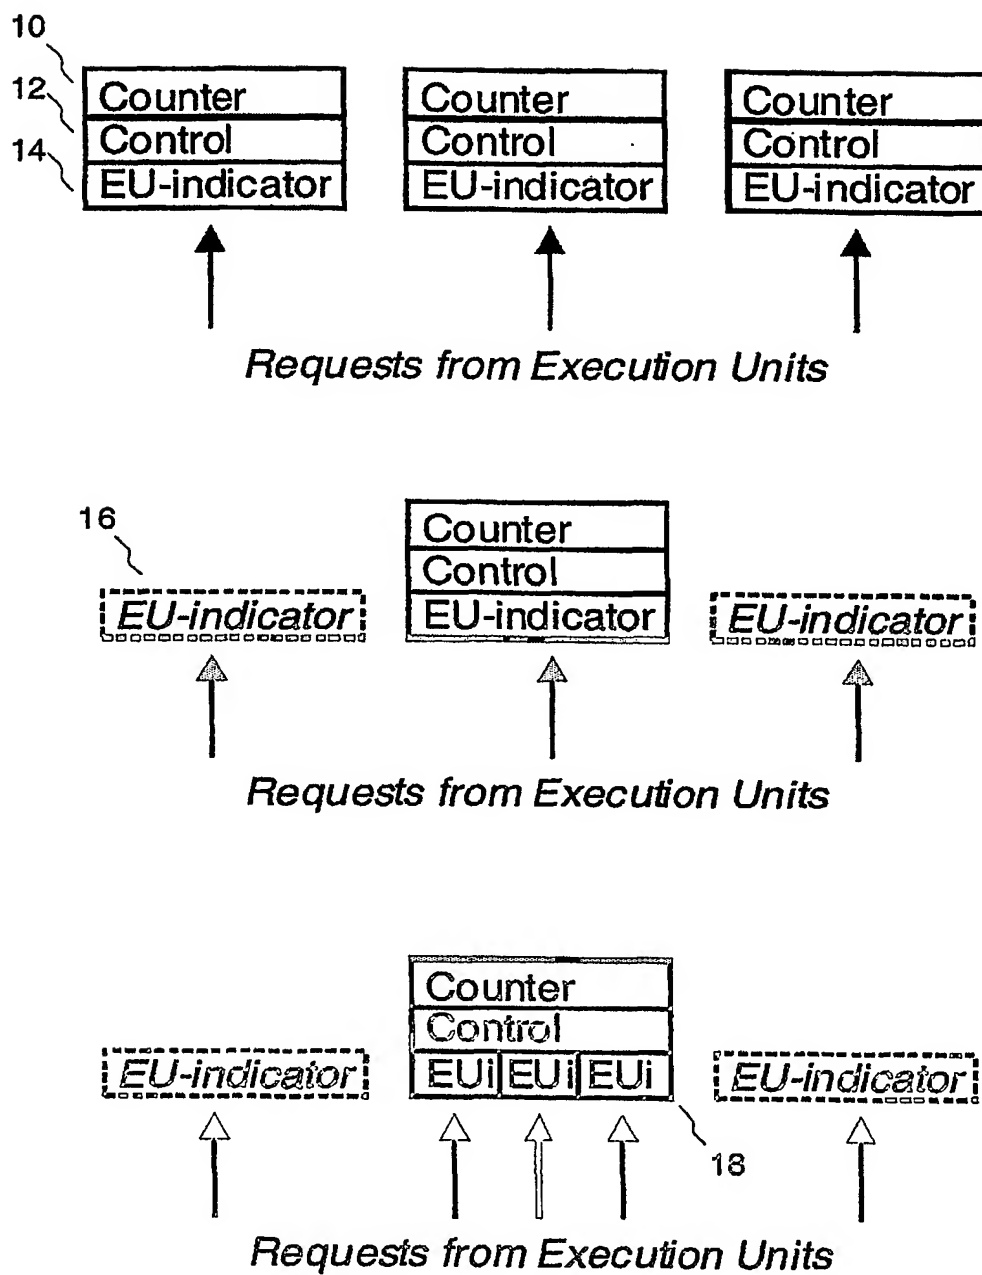 10
12
14
Counter
Control
EU-indicator
Counter
Control
EU-indicator
Counter
Control
EU-indicator
Requests from Execution Units
16
EU-indicator
Counter
Control
EU-indicator
EU-indicator
Requests from Execution Units
EU-indicator
Counter
Control
EUi EUi EUi
EU-indicator
18
Requests from Execution Units